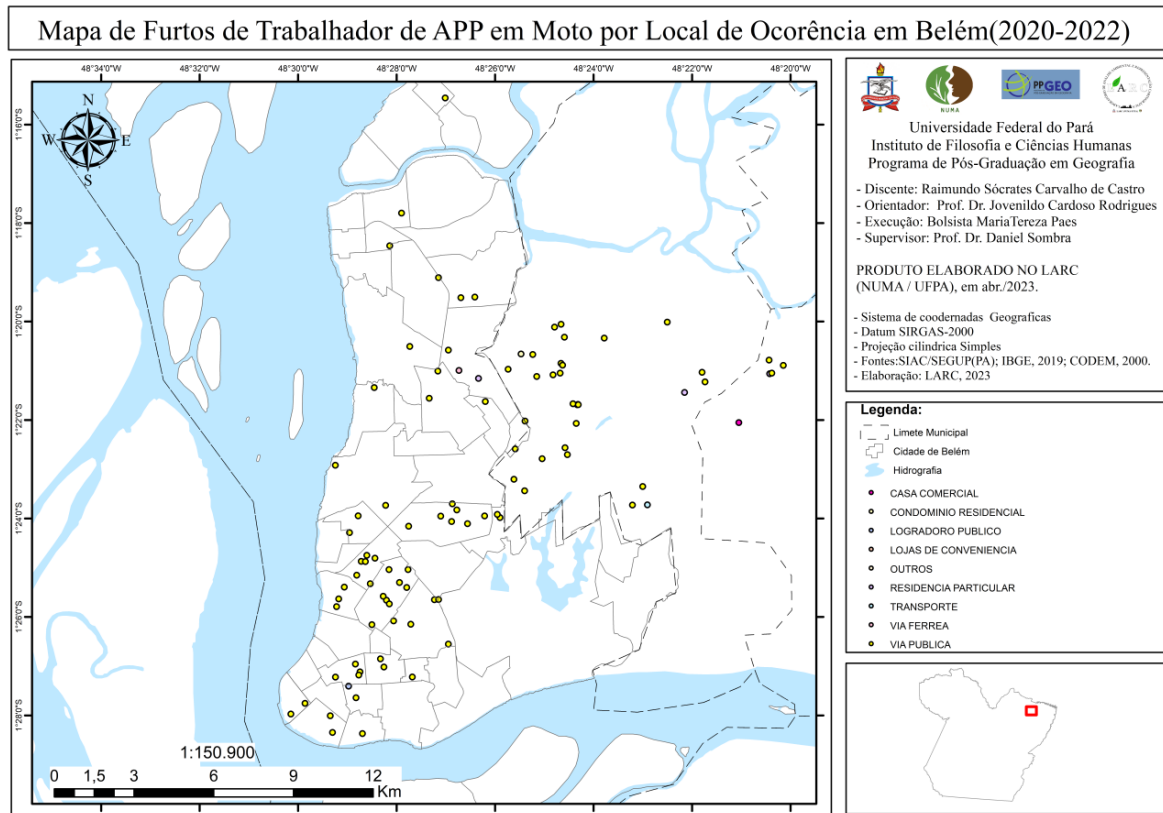 Mapa de Furtos de Trabalhador de APP em Moto por Local de Ocorência em Belém(2020-2022)
48°34'0"W 48°32'0"W 48°30'0"W 48°28'0"W 48°26'0"W 48°24'0"W 48°22'0"W 48°20'0"W
N
W E
S
1°16'0"S
1°18'0"S
1°20'0"S
1°22'0"S
1°24'0"S
1°26'0"S
1°28'0"S
1:150.900
0 1,5 3 6 9 12
Km
NUMA
PPGEO
LARC
Universidade Federal do Pará
Instituto de Filosofia e Ciências Humanas
Programa de Pós-Graduação em Geografia
- Discente: Raimundo Sócrates Carvalho de Castro
- Orientador: Prof. Dr. Jovenildo Cardoso Rodrigues
- Execução: Bolsista MariaTereza Paes
- Supervisor: Prof. Dr. Daniel Sombra
PRODUTO ELABORADO NO LARC
(NUMA / UFPA), em abr./2023.
- Sistema de coodernadas Geograficas
- Datum SIRGAS-2000
- Projeção cilindrica Simples
- Fontes:SIAC/SEGUP(PA); IBGE, 2019; CODEM, 2000.
- Elaboração: LARC, 2023
Legenda:
Limete Municipal
Cidade de Belém
Hidrografia
CASA COMERCIAL
CONDOMINIO RESIDENCIAL
LOGRADORO PUBLICO
LOJAS DE CONVENIENCIA
OUTROS
RESIDENCIA PARTICULAR
TRANSPORTE
VIA FERREA
VIA PUBLICA